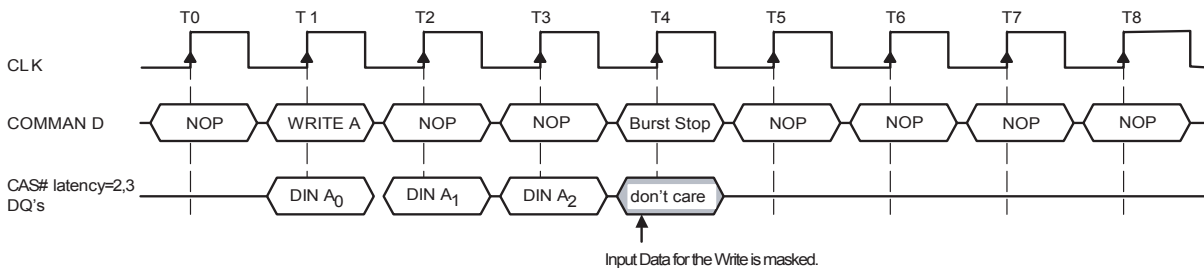 T0 T1 T2 T3 T4 T5 T6 T7 T8
CLK
COMMAN D NOP WRITE A NOP NOP Burst Stop NOP NOP NOP NOP
CAS# latency=2,3
DQ's DIN A0 DIN A1 DIN A2 don't care
Input Data for the Write is masked.